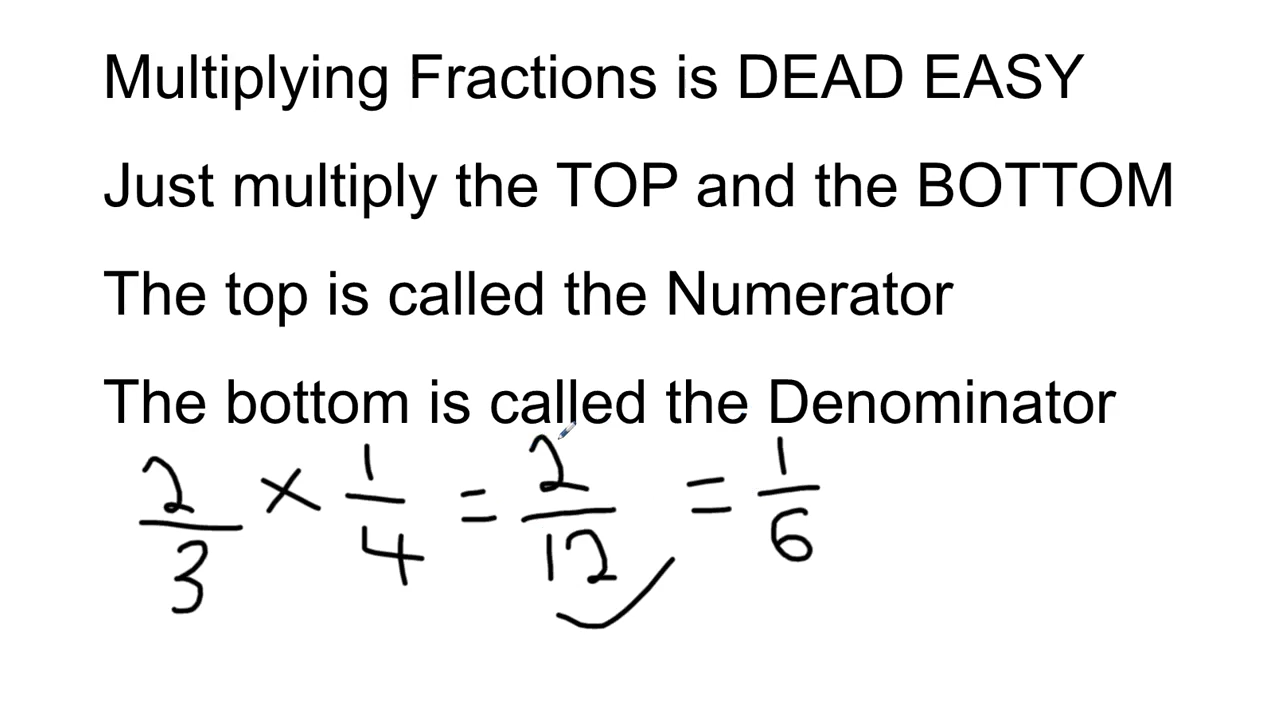 Multiplying Fractions is DEAD EASY
Just multiply the TOP and the BOTTOM
The top is called the Numerator
The bottom is called the Denominator
2/3 × 1/4 = 2/12 = 1/6